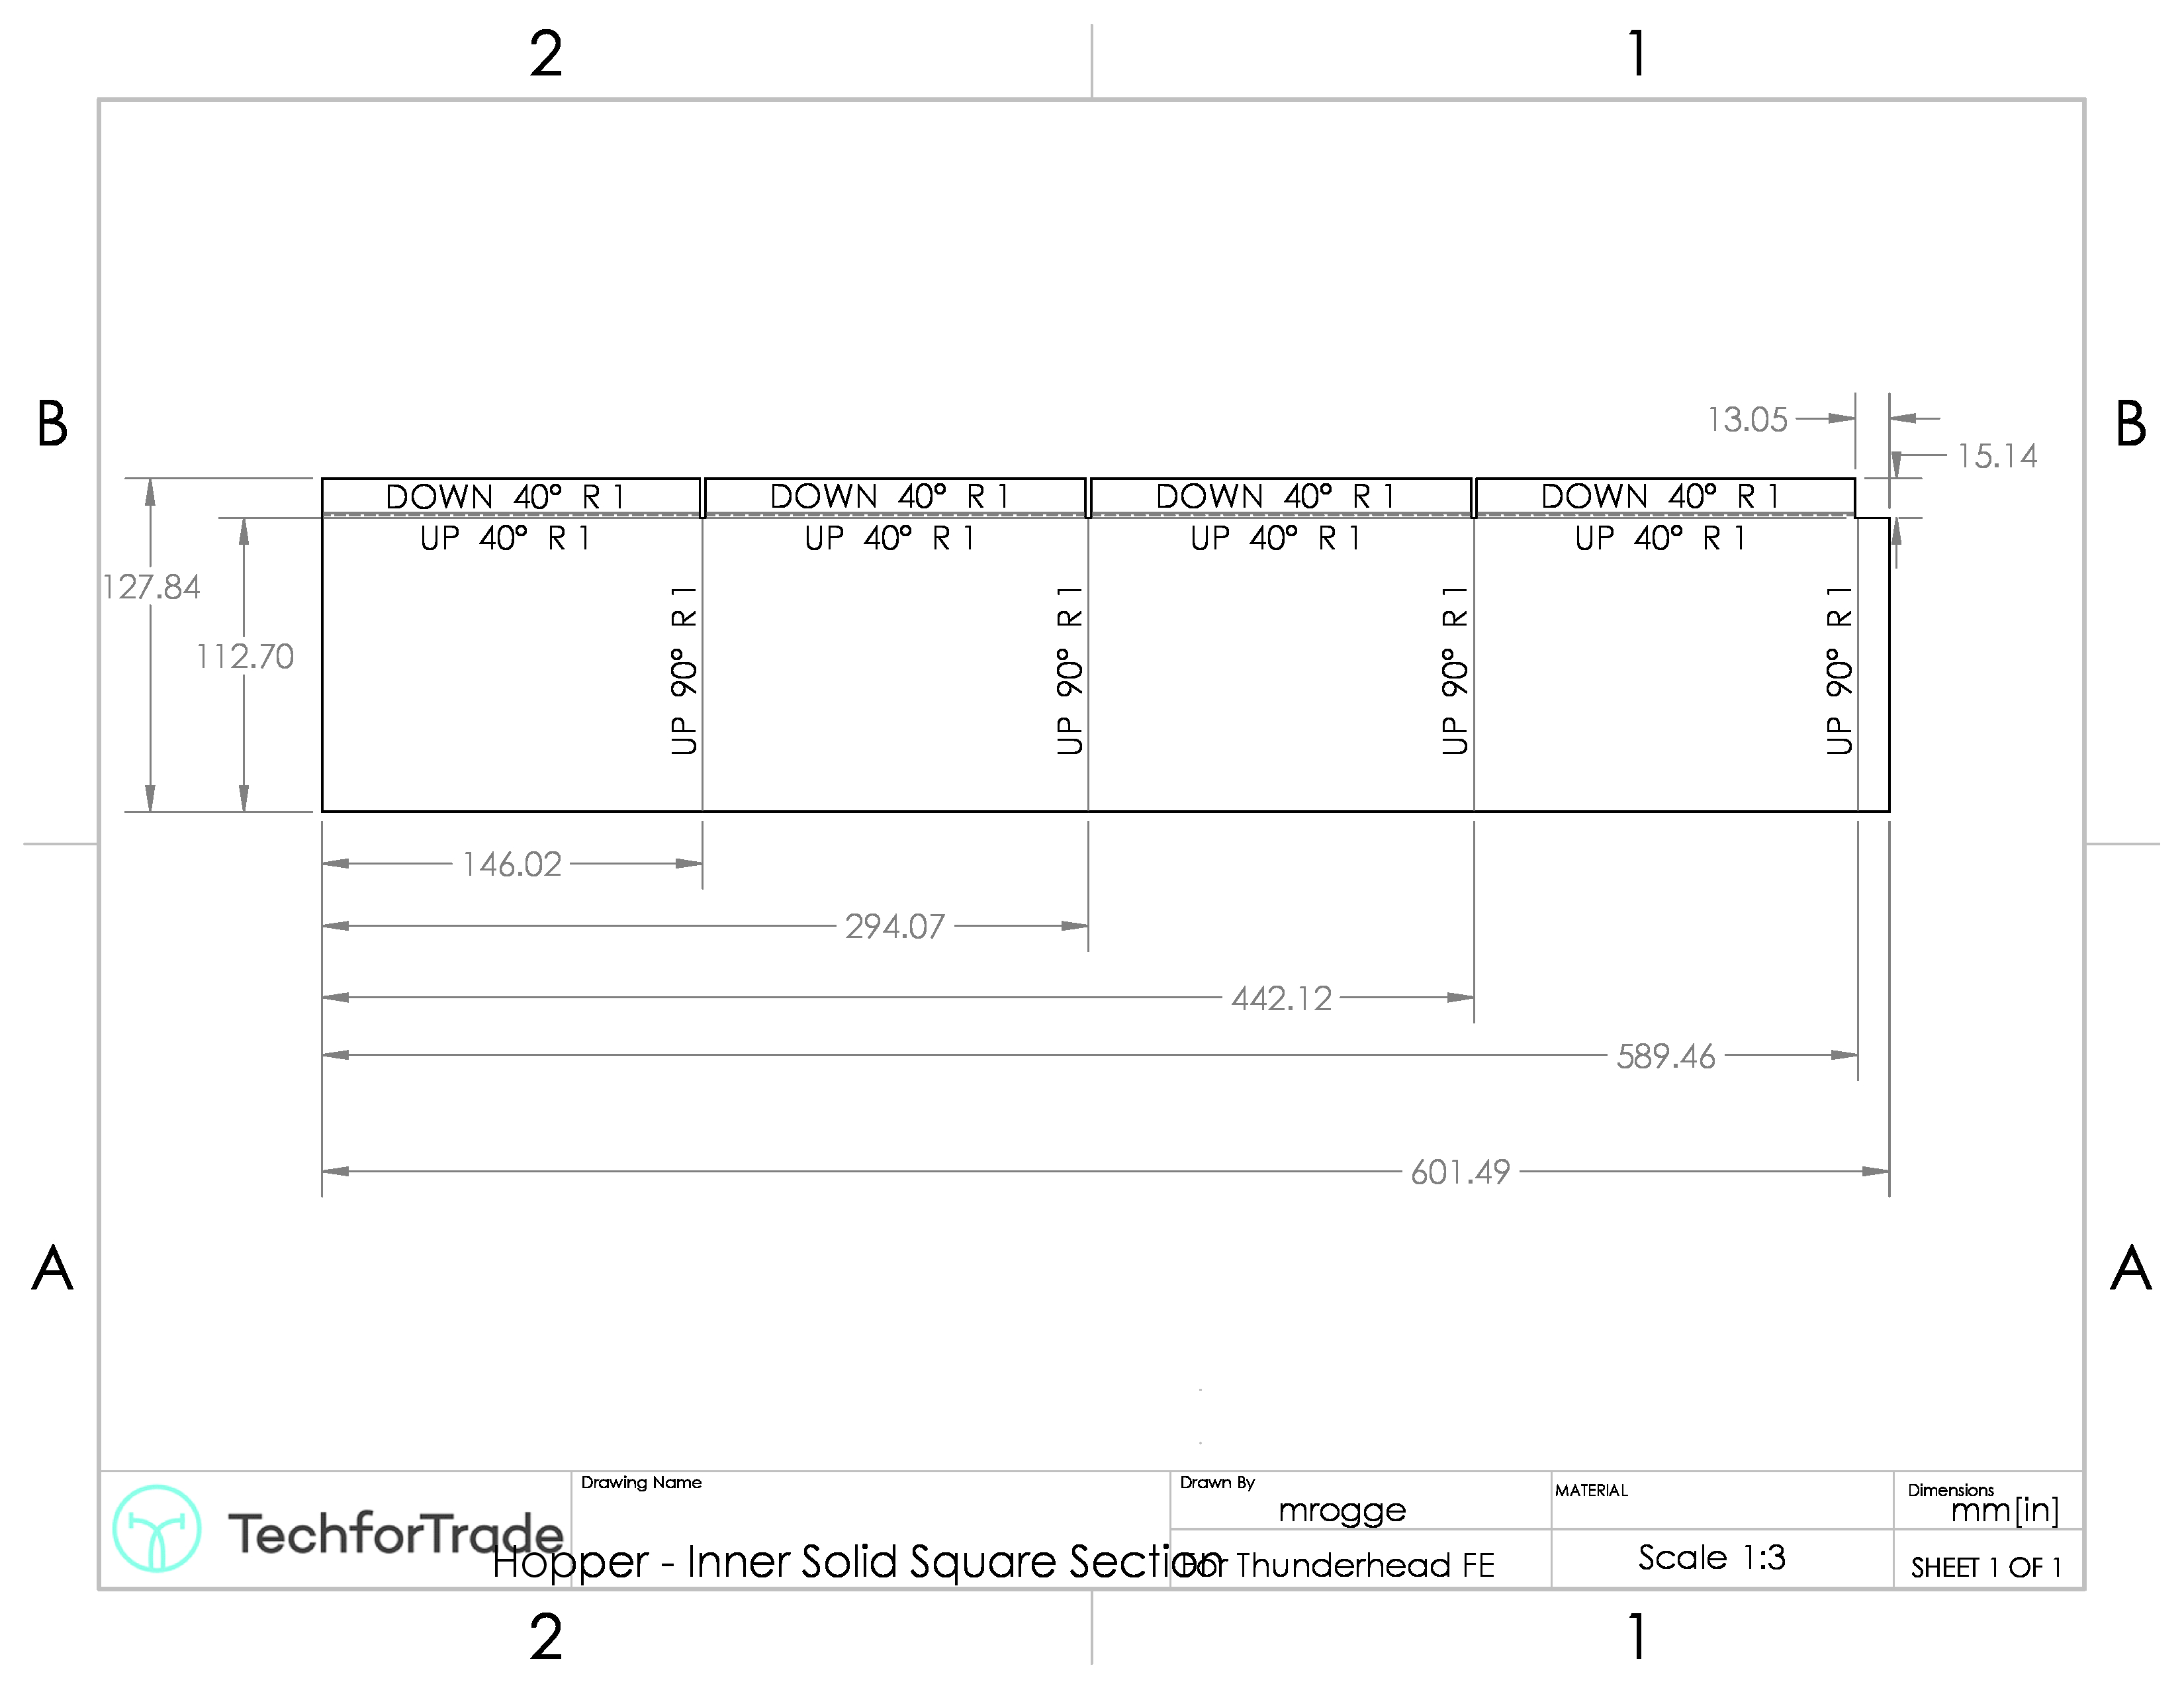 2 1
B B
13.05
15.14
DOWN 40° R 1 DOWN 40° R 1 DOWN 40° R 1 DOWN 40° R 1
UP 40° R 1 UP 40° R 1 UP 40° R 1 UP 40° R 1
127.84
112.70
UP 90° R 1 UP 90° R 1 UP 90° R 1 UP 90° R 1
146.02
294.07
442.12
589.46
601.49
A A
TechforTrade
Drawing Name
Hopper - Inner Solid Square Section
Drawn By
mrogge
For Thunderhead FE
MATERIAL
Scale 1:3
Dimensions
mm[in]
SHEET 1 OF 1
2 1